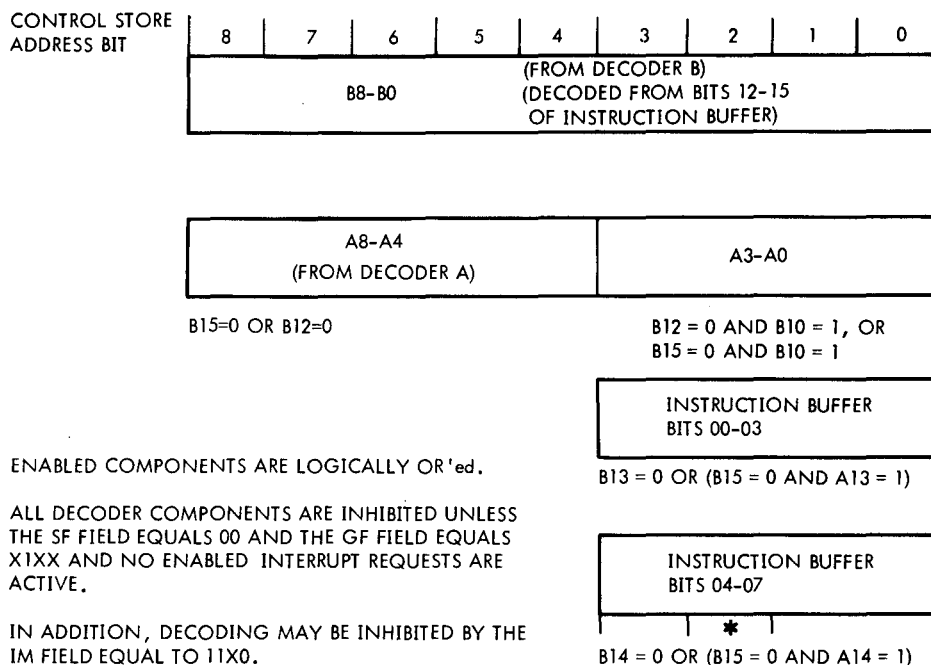 CONTROL STORE
ADDRESS BIT
8 7 6 5 4 3 2 1 0
B8-B0
(FROM DECODER B)
(DECODED FROM BITS 12-15
OF INSTRUCTION BUFFER)
A8-A4
(FROM DECODER A)
A3-A0
B15=0 OR B12=0
B12 = 0 AND B10 = 1, OR
B15 = 0 AND B10 = 1
INSTRUCTION BUFFER
BITS 00-03
B13 = 0 OR (B15 = 0 AND A13 = 1)
ENABLED COMPONENTS ARE LOGICALLY OR'ed.
ALL DECODER COMPONENTS ARE INHIBITED UNLESS
THE SF FIELD EQUALS 00 AND THE GF FIELD EQUALS
X1XX AND NO ENABLED INTERRUPT REQUESTS ARE
ACTIVE.
INSTRUCTION BUFFER
BITS 04-07
*
B14 = 0 OR (B15 = 0 AND A14 = 1)
IN ADDITION, DECODING MAY BE INHIBITED BY THE
IM FIELD EQUAL TO 11X0.